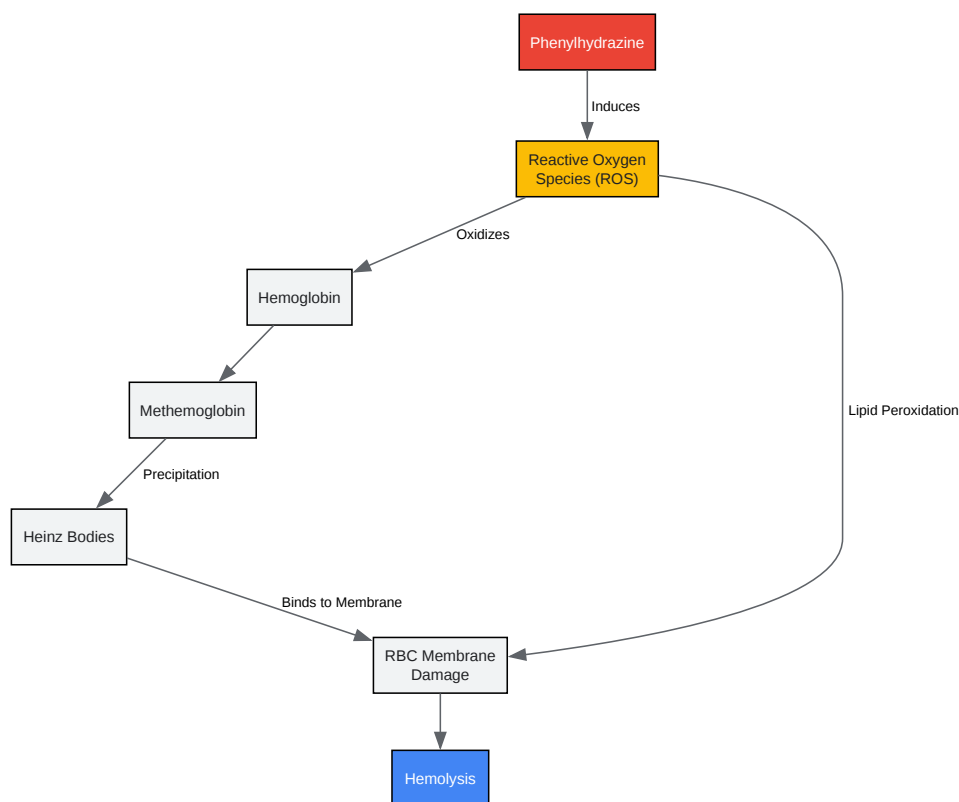 Phenylhydrazine
Induces
Reactive Oxygen
Species (ROS)
Oxidizes
Hemoglobin
Methemoglobin
Lipid Peroxidation
Precipitation
Heinz Bodies
Binds to Membrane
RBC Membrane
Damage
Hemolysis